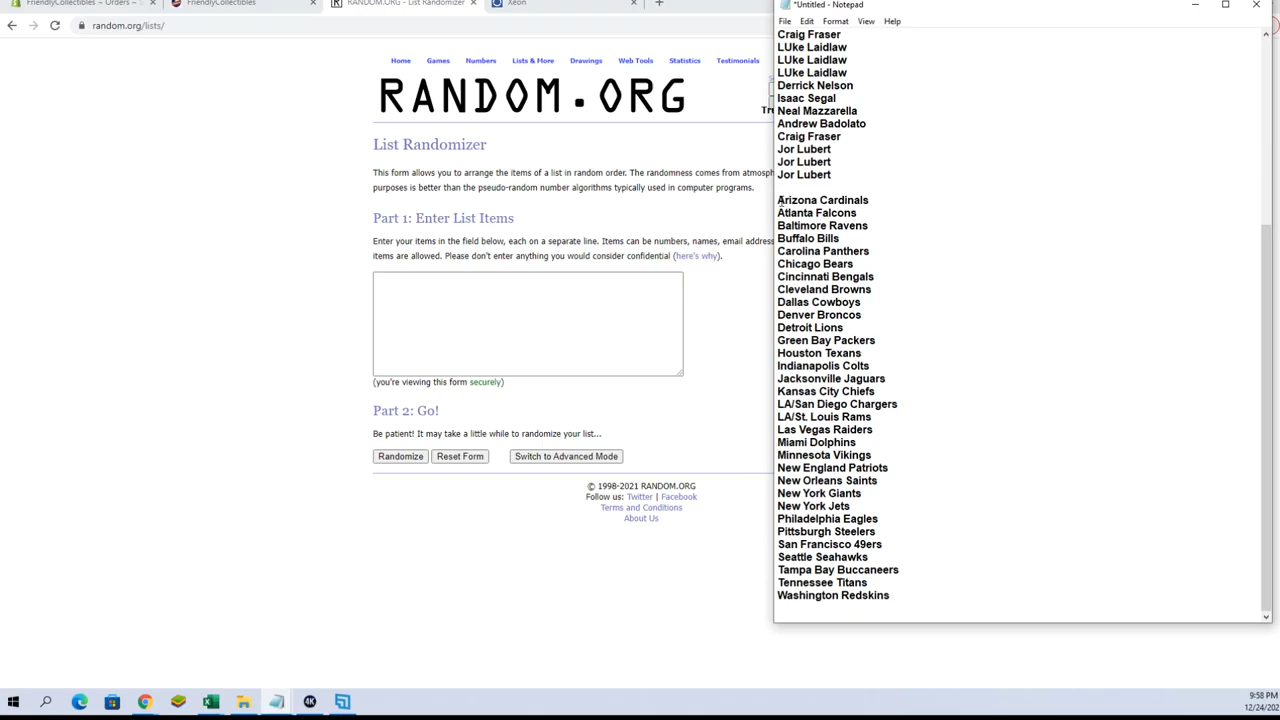 FriendlyCollectibles ~ Orders ~
FriendlyCollectibles
RANDOM.ORG - List Randomizer
Xeon
*Untitled - Notepad
random.org/lists/
File Edit Format View Help
Home Games Numbers Lists & More Drawings Web Tools Statistics Testimonials
RANDOM.ORG
List Randomizer
This form allows you to arrange the items of a list in random order. The randomness comes from atmosph
purposes is better than the pseudo-random number algorithms typically used in computer programs.
Part 1: Enter List Items
Enter your items in the field below, each on a separate line. Items can be numbers, names, email address
items are allowed. Please don't enter anything you would consider confidential (here's why).
(you're viewing this form securely)
Part 2: Go!
Be patient! It may take a little while to randomize your list...
Randomize Reset Form Switch to Advanced Mode
© 1998-2021 RANDOM.ORG
Follow us: Twitter | Facebook
Terms and Conditions
About Us
Craig Fraser
LUke Laidlaw
LUke Laidlaw
LUke Laidlaw
Derrick Nelson
Isaac Segal
Neal Mazzarella
Andrew Badolato
Craig Fraser
Jor Lubert
Jor Lubert
Jor Lubert
Arizona Cardinals
Atlanta Falcons
Baltimore Ravens
Buffalo Bills
Carolina Panthers
Chicago Bears
Cincinnati Bengals
Cleveland Browns
Dallas Cowboys
Denver Broncos
Detroit Lions
Green Bay Packers
Houston Texans
Indianapolis Colts
Jacksonville Jaguars
Kansas City Chiefs
LA/San Diego Chargers
LA/St. Louis Rams
Las Vegas Raiders
Miami Dolphins
Minnesota Vikings
New England Patriots
New Orleans Saints
New York Giants
New York Jets
Philadelphia Eagles
Pittsburgh Steelers
San Francisco 49ers
Seattle Seahawks
Tampa Bay Buccaneers
Tennessee Titans
Washington Redskins
4K
9:58 PM
12/24/202